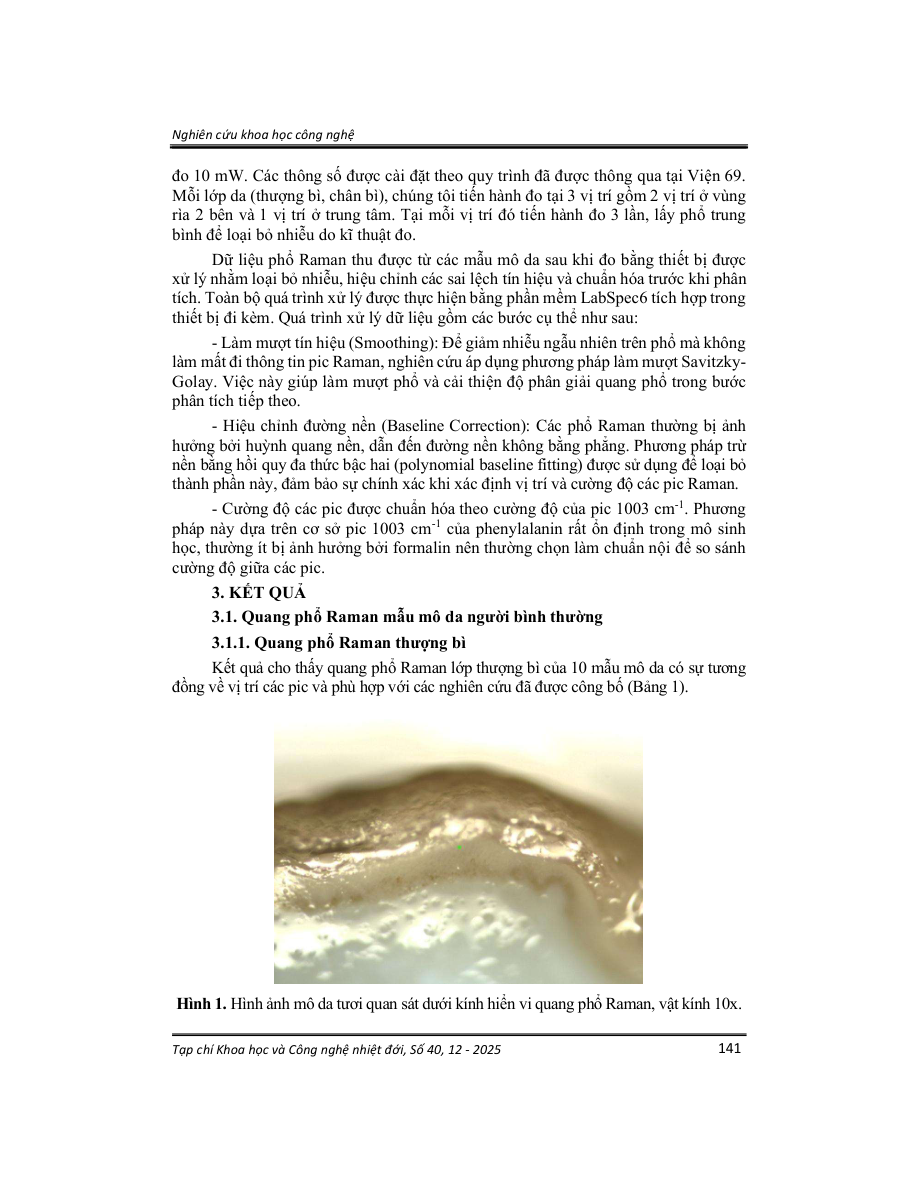 Nghiên cứu khoa học công nghệ
đo 10 mW. Các thông số được cài đặt theo quy trình đã được thông qua tại Viện 69.
Mỗi lớp da (thượng bì, chân bì), chúng tôi tiến hành đo tại 3 vị trí gồm 2 vị trí ở vùng
rìa 2 bên và 1 vị trí ở trung tâm. Tại mỗi vị trí đó tiến hành đo 3 lần, lấy phổ trung
bình để loại bỏ nhiễu do kĩ thuật đo.
Dữ liệu phổ Raman thu được từ các mẫu mô da sau khi đo bằng thiết bị được
xử lý nhằm loại bỏ nhiễu, hiệu chỉnh các sai lệch tín hiệu và chuẩn hóa trước khi phân
tích. Toàn bộ quá trình xử lý được thực hiện bằng phần mềm LabSpec6 tích hợp trong
thiết bị đi kèm. Quá trình xử lý dữ liệu gồm các bước cụ thể như sau:
- Làm mượt tín hiệu (Smoothing): Để giảm nhiễu ngẫu nhiên trên phổ mà không
làm mất đi thông tin pic Raman, nghiên cứu áp dụng phương pháp làm mượt Savitzky-
Golay. Việc này giúp làm mượt phổ và cải thiện độ phân giải quang phổ trong bước
phân tích tiếp theo.
- Hiệu chỉnh đường nền (Baseline Correction): Các phổ Raman thường bị ảnh
hưởng bởi huỳnh quang nền, dẫn đến đường nền không bằng phẳng. Phương pháp trừ
nền bằng hồi quy đa thức bậc hai (polynomial baseline fitting) được sử dụng để loại bỏ
thành phần này, đảm bảo sự chính xác khi xác định vị trí và cường độ các pic Raman.
- Cường độ các pic được chuẩn hóa theo cường độ của pic 1003 cm⁻¹. Phương
pháp này dựa trên cơ sở pic 1003 cm⁻¹ của phenylalanin rất ổn định trong mô sinh
học, thường ít bị ảnh hưởng bởi formalin nên thường chọn làm chuẩn nội để so sánh
cường độ giữa các pic.
3. KẾT QUẢ
3.1. Quang phổ Raman mẫu mô da người bình thường
3.1.1. Quang phổ Raman thượng bì
Kết quả cho thấy quang phổ Raman lớp thượng bì của 10 mẫu mô da có sự tương
đồng về vị trí các pic và phù hợp với các nghiên cứu đã được công bố (Bảng 1).
Hình 1. Hình ảnh mô da tươi quan sát dưới kính hiển vi quang phổ Raman, vật kính 10x.
Tạp chí Khoa học và Công nghệ nhiệt đới, Số 40, 12 - 2025 141